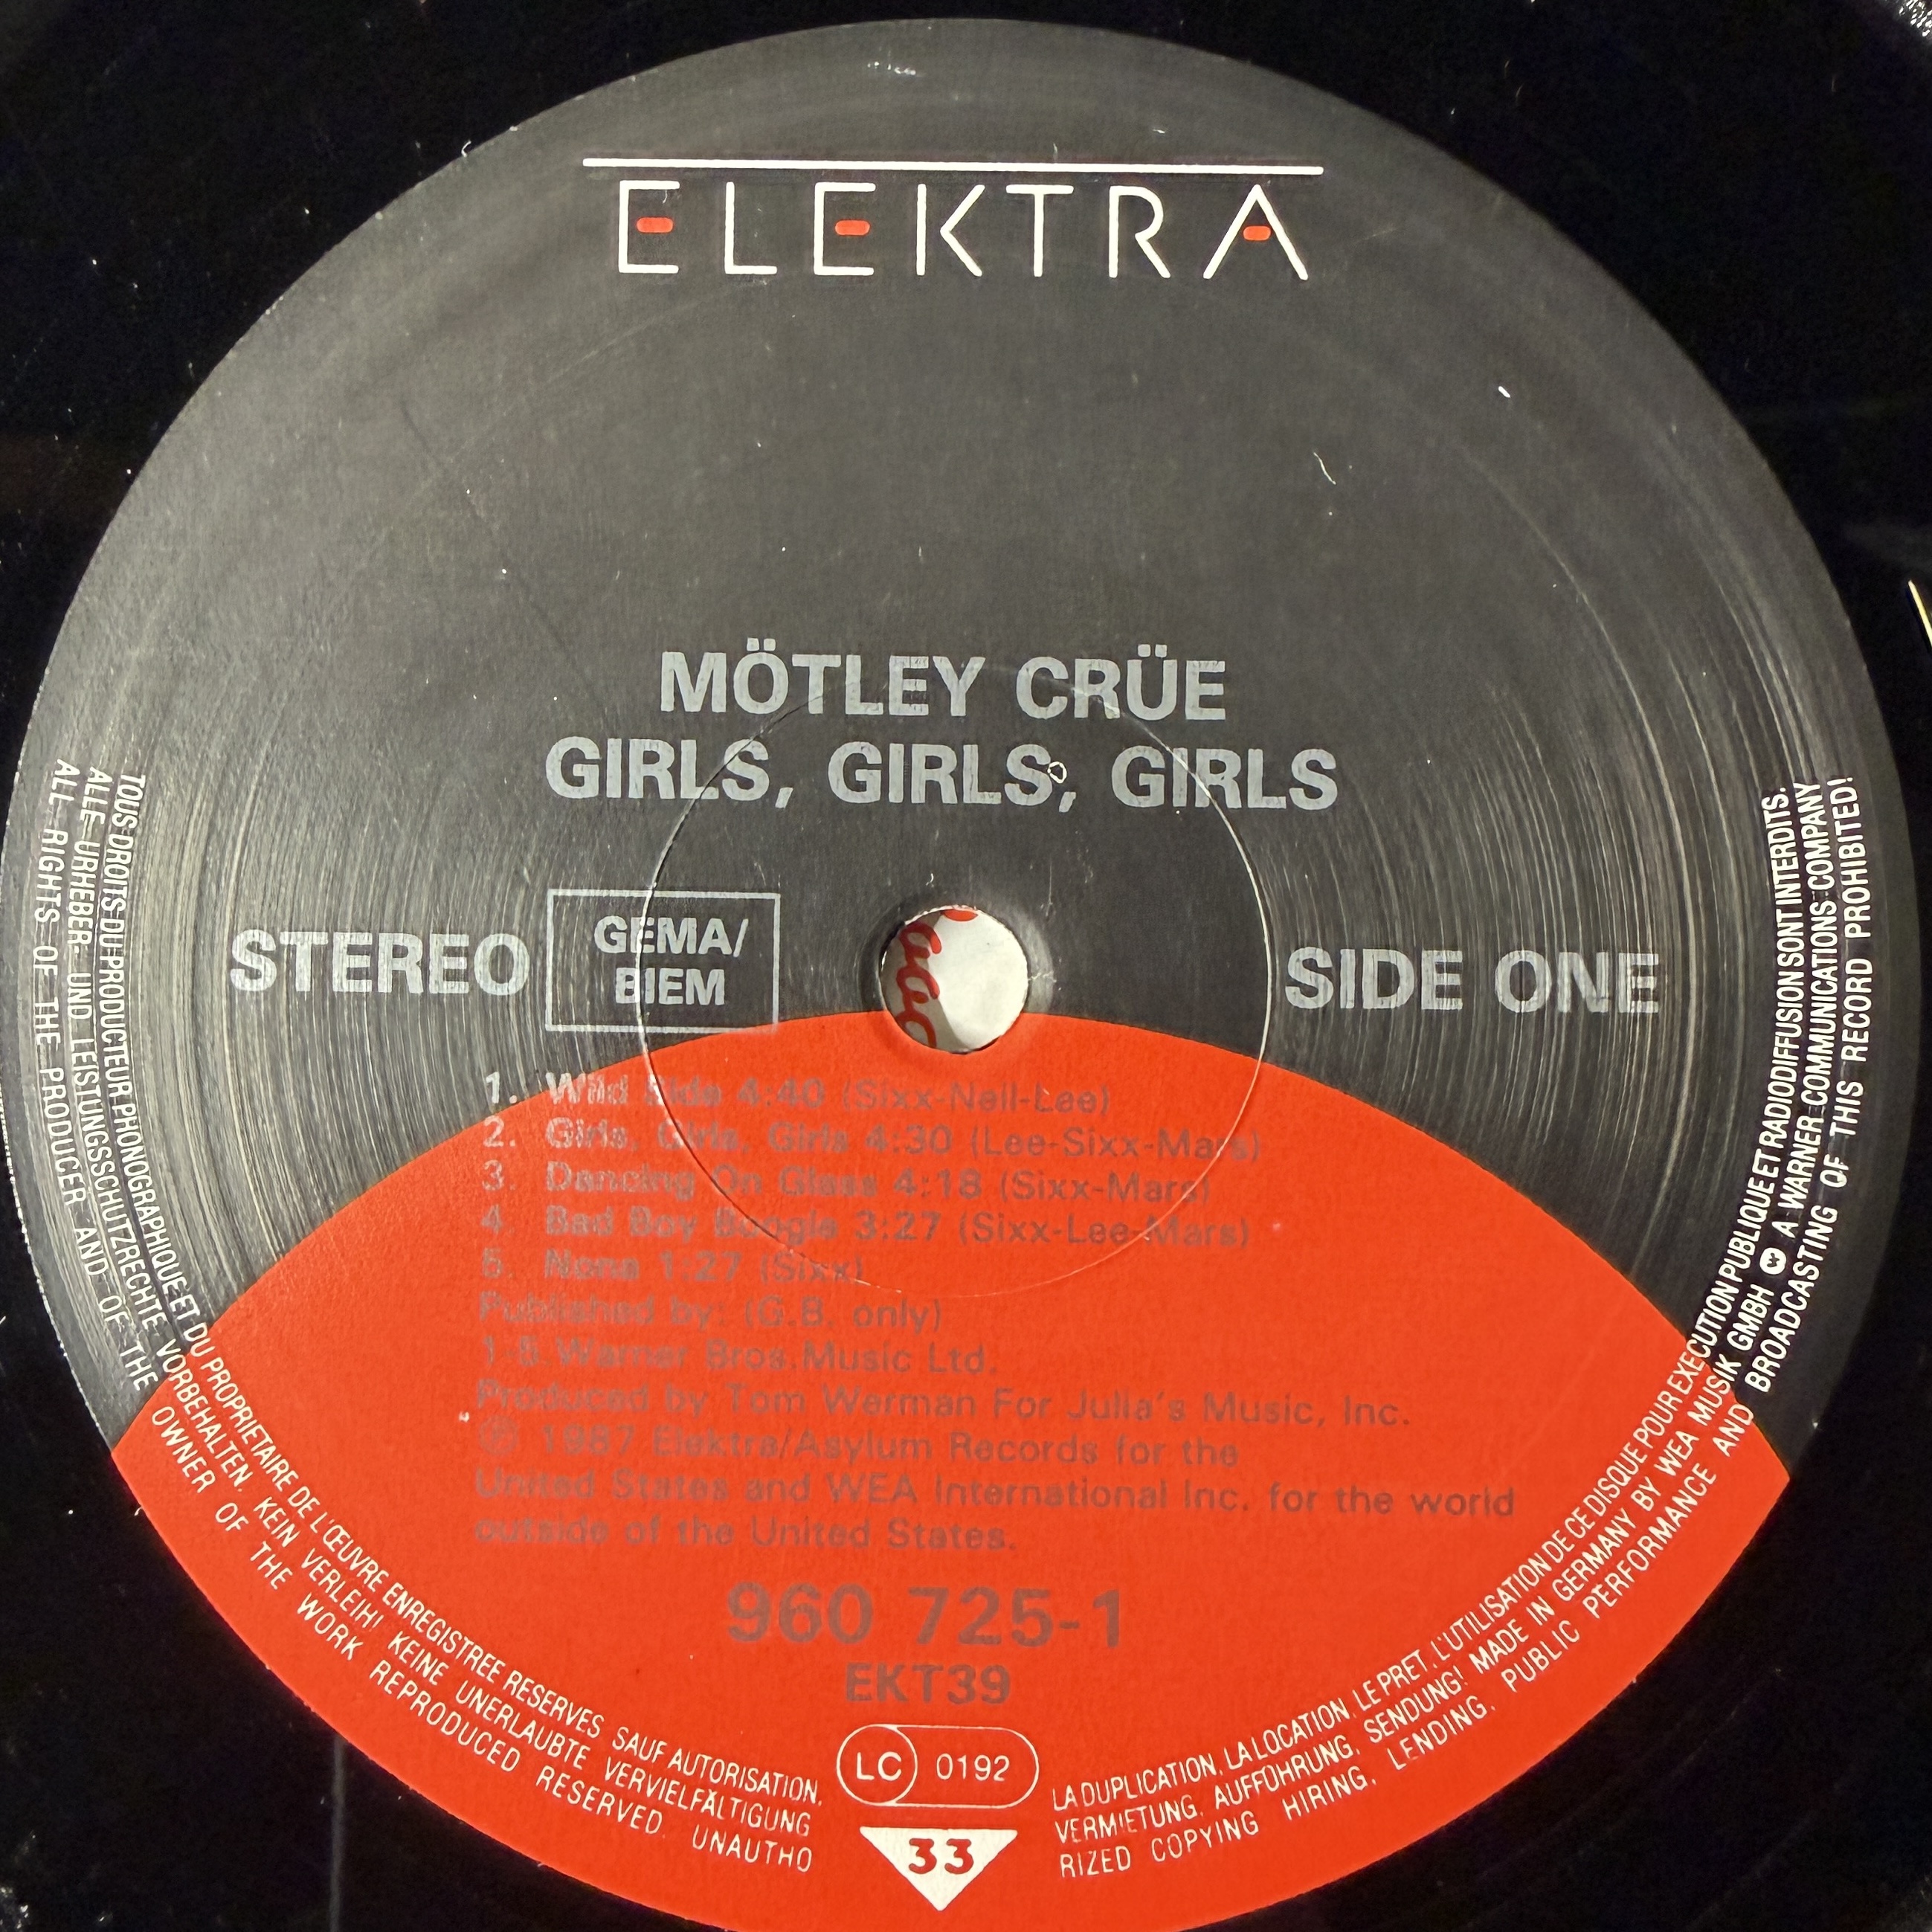 ELEKTRA
MÖTLEY CRÜE
GIRLS, GIRLS, GIRLS
STEREO
GEMA/
BIEM
SIDE ONE
1. Wild Side 4:40 (Sixx-Neil-Lee)
2. Girls, Girls, Girls 4:30 (Lee-Sixx-Mars)
3. Dancing On Glass 4:18 (Sixx-Mars)
4. Bad Boy Boogie 3:27 (Sixx-Lee-Mars)
5. Nona 1:27 (Sixx)
Published by: (G.B. only)
1-5.Warner Bros.Music Ltd.
Produced by Tom Werman For Julia's Music, Inc.
℗ 1987 Elektra/Asylum Records for the
United States and WEA International Inc. for the world
outside of the United States.
960 725-1
EKT39
LC 0192
33
TOUS DROITS DU PRODUCTEUR PHONOGRAPHIQUE ET DU PROPRIETAIRE DE L'ŒUVRE ENREGISTREE RESERVES SAUF AUTORISATION, LA DUPLICATION, LA LOCATION, LE PRET, L'UTILISATION DE CE DISQUE POUR EXECUTION PUBLIQUE ET RADIODIFFUSION SONT INTERDITS.
ALLE URHEBER- UND LEISTUNGSSCHUTZRECHTE VORBEHALTEN, KEIN VERLEIH! KEINE UNERLAUBTE VERVIELFÄLTIGUNG VERMIETUNG, AUFFÜHRUNG, SENDUNG! MADE IN GERMANY BY WEA MUSIK GMBH A WARNER COMMUNICATIONS COMPANY
ALL RIGHTS OF THE PRODUCER AND OF THE OWNER OF THE WORK REPRODUCED RESERVED. UNAUTHO RIZED COPYING HIRING, LENDING, PUBLIC PERFORMANCE AND BROADCASTING OF THIS RECORD PROHIBITED!